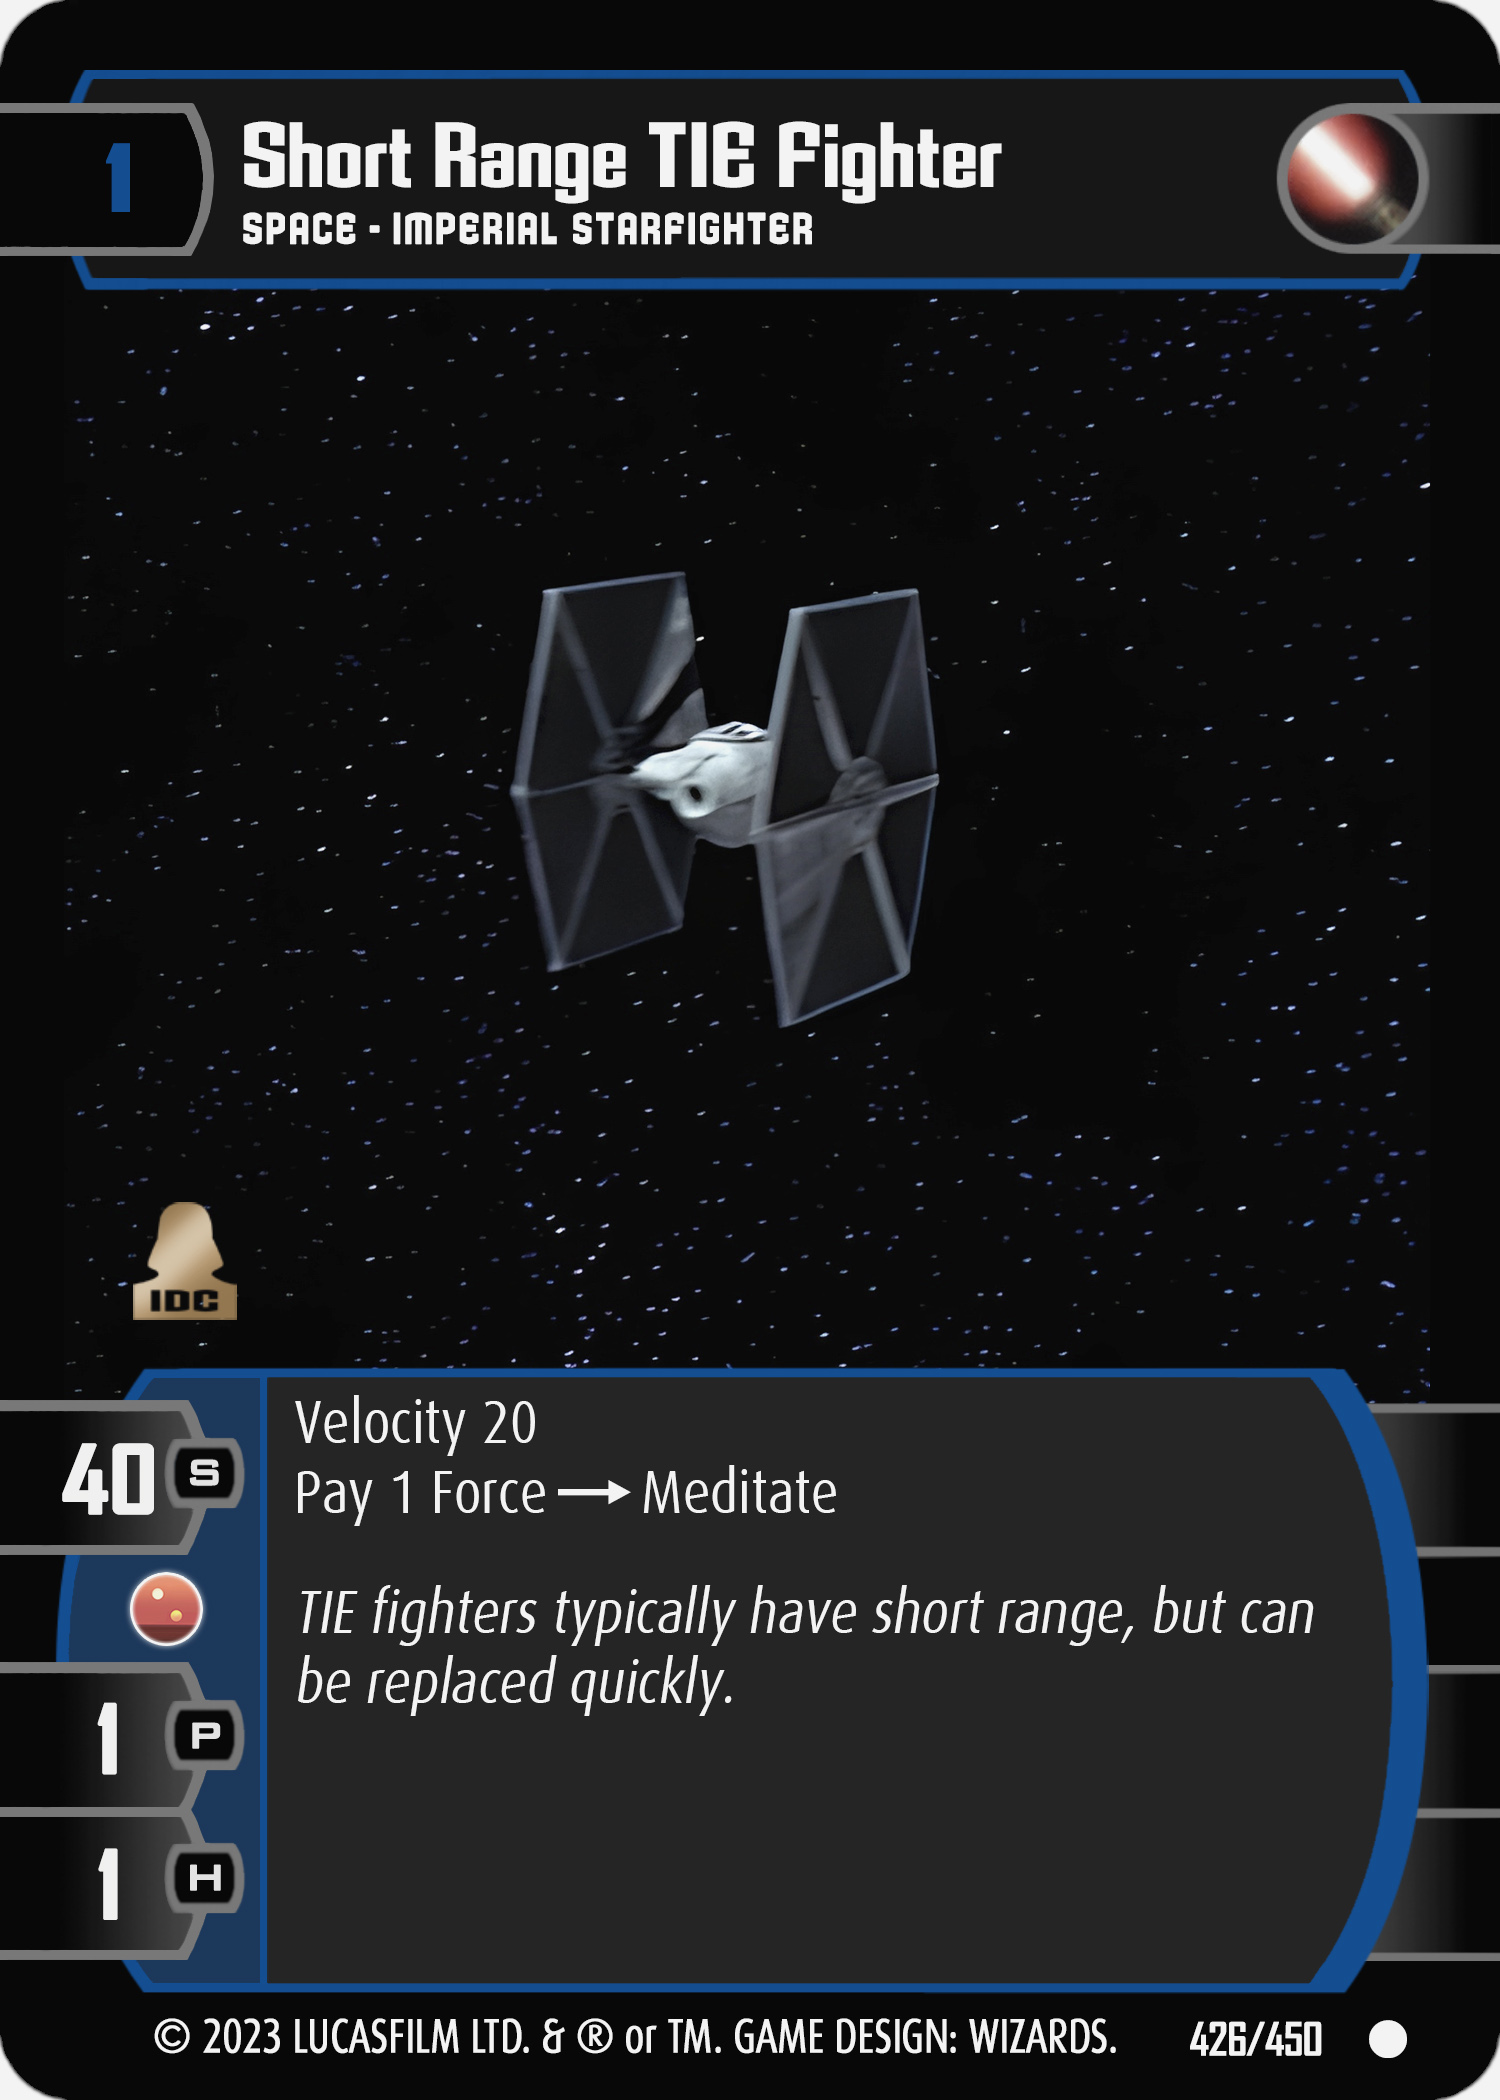 1
Short Range TIE Fighter
SPACE - IMPERIAL STARFIGHTER
IDC
40 S
Velocity 20
Pay 1 Force → Meditate
TIE fighters typically have short range, but can
be replaced quickly.
1 P
1 H
© 2023 LUCASFILM LTD. & ® or TM. GAME DESIGN: WIZARDS.
426/450